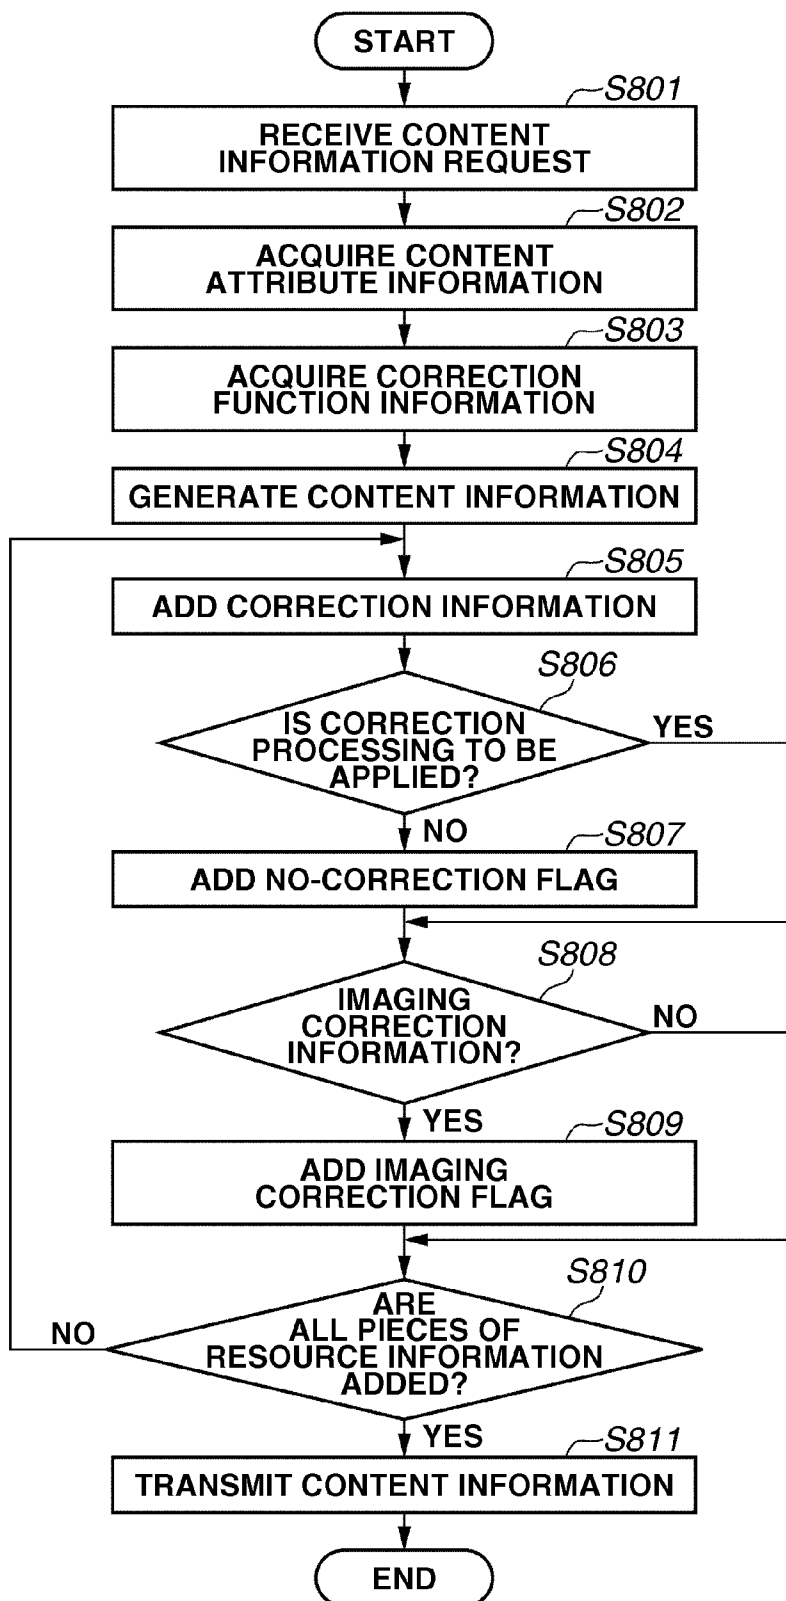 START
S801
RECEIVE CONTENT
INFORMATION REQUEST
S802
ACQUIRE CONTENT
ATTRIBUTE INFORMATION
S803
ACQUIRE CORRECTION
FUNCTION INFORMATION
S804
GENERATE CONTENT INFORMATION
S805
ADD CORRECTION INFORMATION
S806
IS CORRECTION
PROCESSING TO BE
APPLIED?
YES
NO
S807
ADD NO-CORRECTION FLAG
S808
IMAGING
CORRECTION
INFORMATION?
NO
YES
S809
ADD IMAGING
CORRECTION FLAG
S810
ARE
ALL PIECES OF
RESOURCE INFORMATION
ADDED?
NO
YES
S811
TRANSMIT CONTENT INFORMATION
END